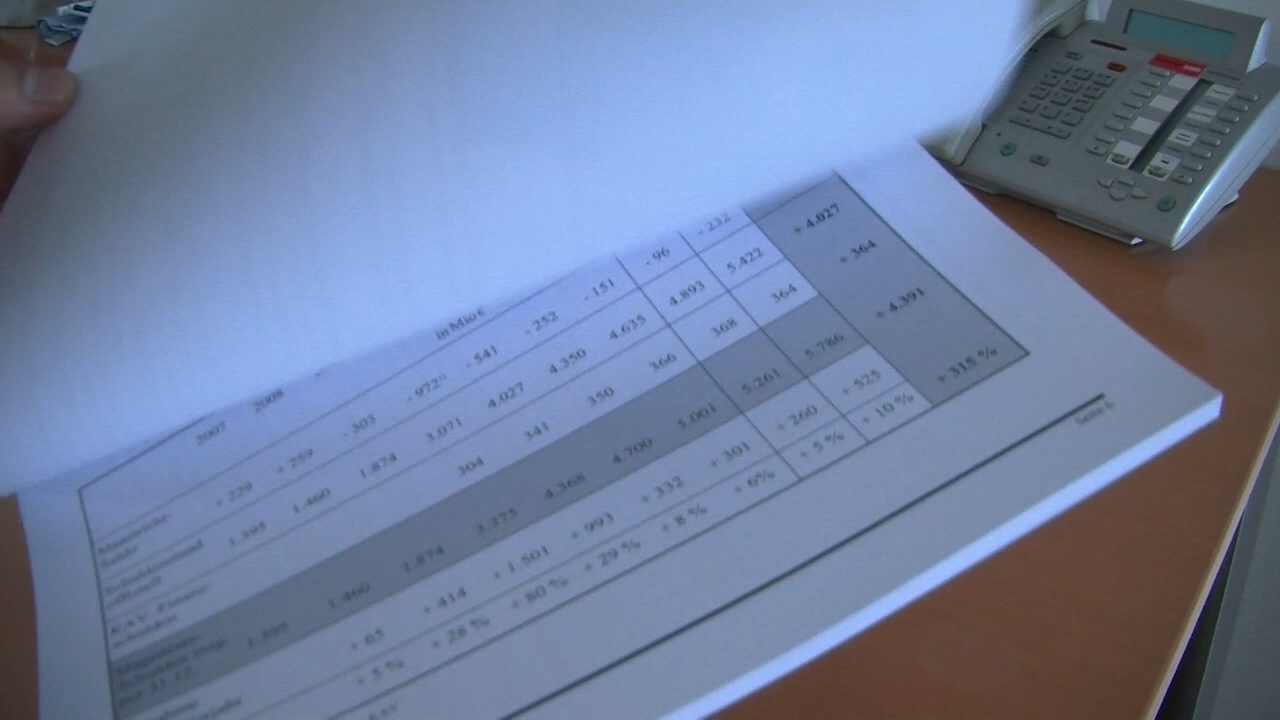 in Mio €
2007 2008
+ 229 + 259 - 303 - 972 - 541 - 252 - 151 - 96 - 232 + 4.027
Schuldenstand 1.395 1.460 1.874 3.071 4.027 4.350 4.635 4.893 5.422 + 364
304 341 350 366 368 364
1.395 1.460 1.874 3.375 4.368 4.700 5.001 5.261 5.786 + 4.391
+ 65 + 414 + 1.501 + 993 + 332 + 301 + 260 + 525
+ 5 % + 28 % + 80 % + 29 % + 8 % + 6% + 5 % + 10 % + 315 %
Seite 6